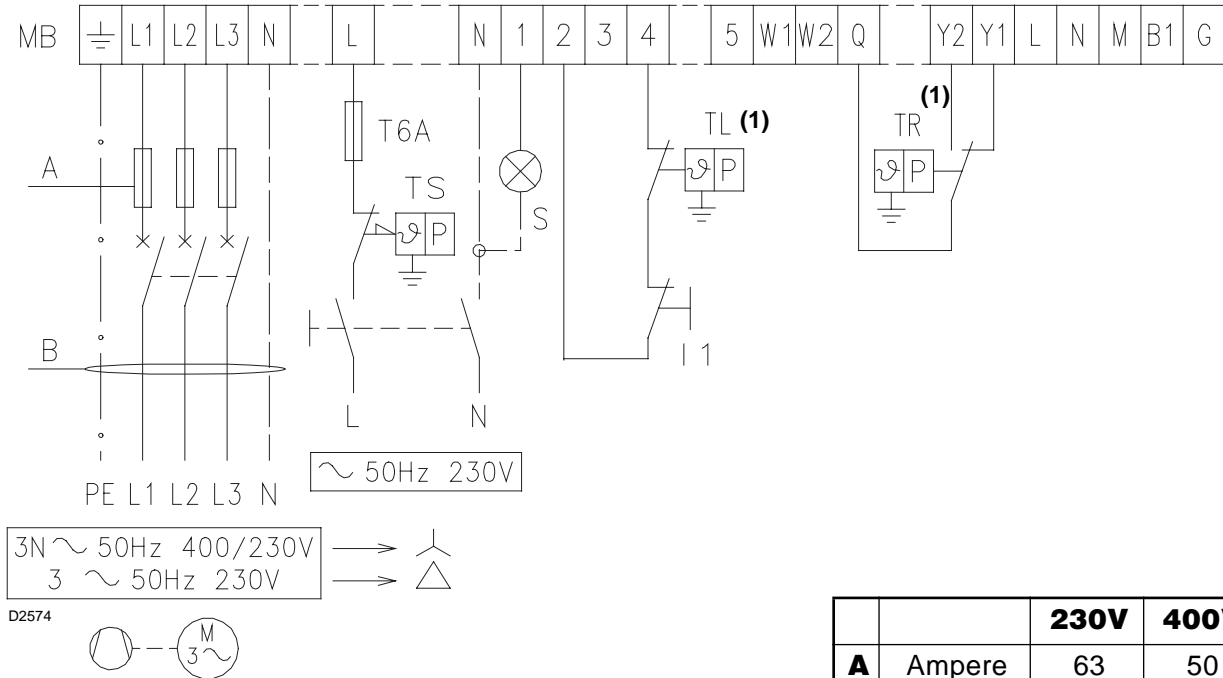 MB L1 L2 L3 N L N 1 2 3 4 5 W1 W2 Q Y2 Y1 L N M B1 G
(1)
T6A TL (1) TR
A ϑ P ϑ P
TS
ϑ P S
B I1
L N
∼ 50Hz 230V
PE L1 L2 L3 N
3N ∼ 50Hz 400/230V
3 ∼ 50Hz 230V
D2574
230V 400V
M
3∼
A Ampere 63 50